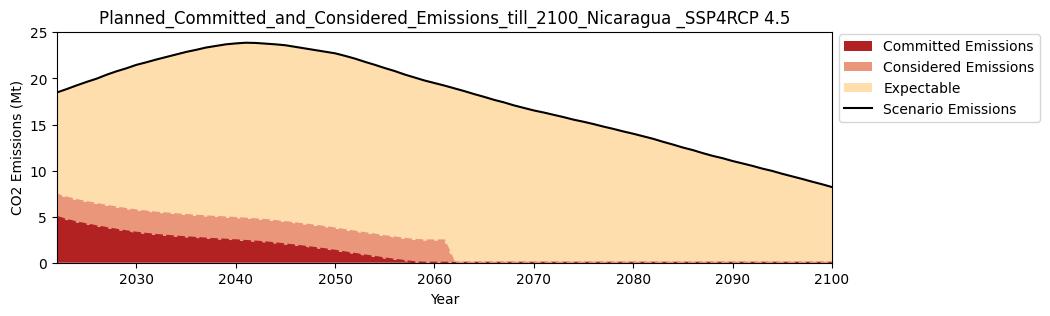 Planned_Committed_and_Considered_Emissions_till_2100_Nicaragua _SSP4RCP 4.5
25
20
15
10
5
0
CO2 Emissions (Mt)
2030 2040 2050 2060 2070 2080 2090 2100
Year
Committed Emissions
Considered Emissions
Expectable
Scenario Emissions